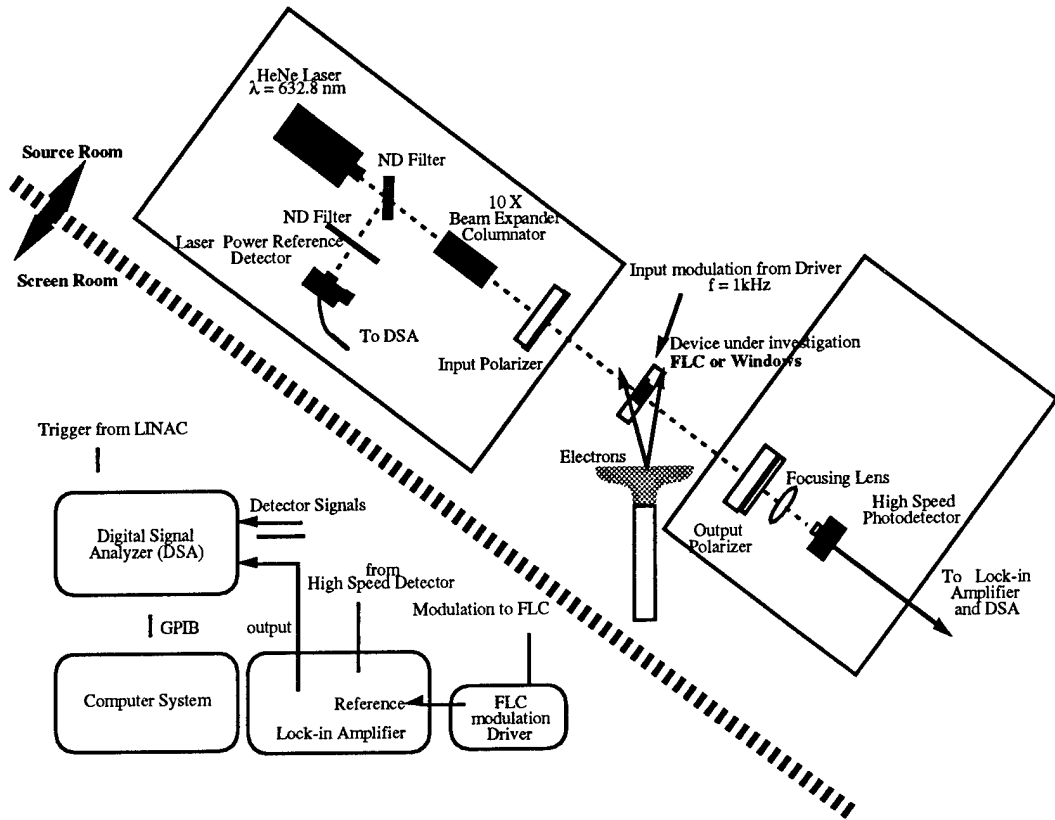 HeNe Laser
λ = 632.8 nm
Source Room
ND Filter
10 X
Beam Expander
Columnator
ND Filter
Laser Power Reference
Detector
Screen Room
Input modulation from Driver
f = 1kHz
To DSA
Input Polarizer
Device under investigation
FLC or Windows
Trigger from LINAC
Electrons
Focusing Lens
High Speed
Photodetector
Output
Polarizer
Detector Signals
Digital Signal
Analyzer (DSA)
from
High Speed Detector
To Lock-in
Amplifier
and DSA
Modulation to FLC
GPIB
output
Computer System
Reference
Lock-in Amplifier
FLC
modulation
Driver